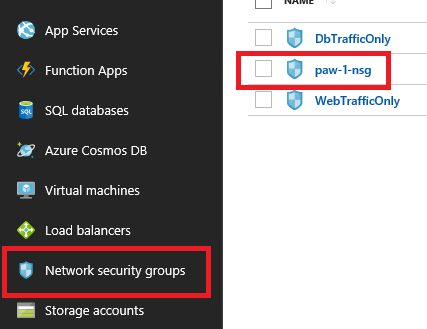 NAME
App Services
DbTrafficOnly
Function Apps
paw-1-nsg
SQL databases
WebTrafficOnly
Azure Cosmos DB
Virtual machines
Load balancers
Network security groups
Storage accounts